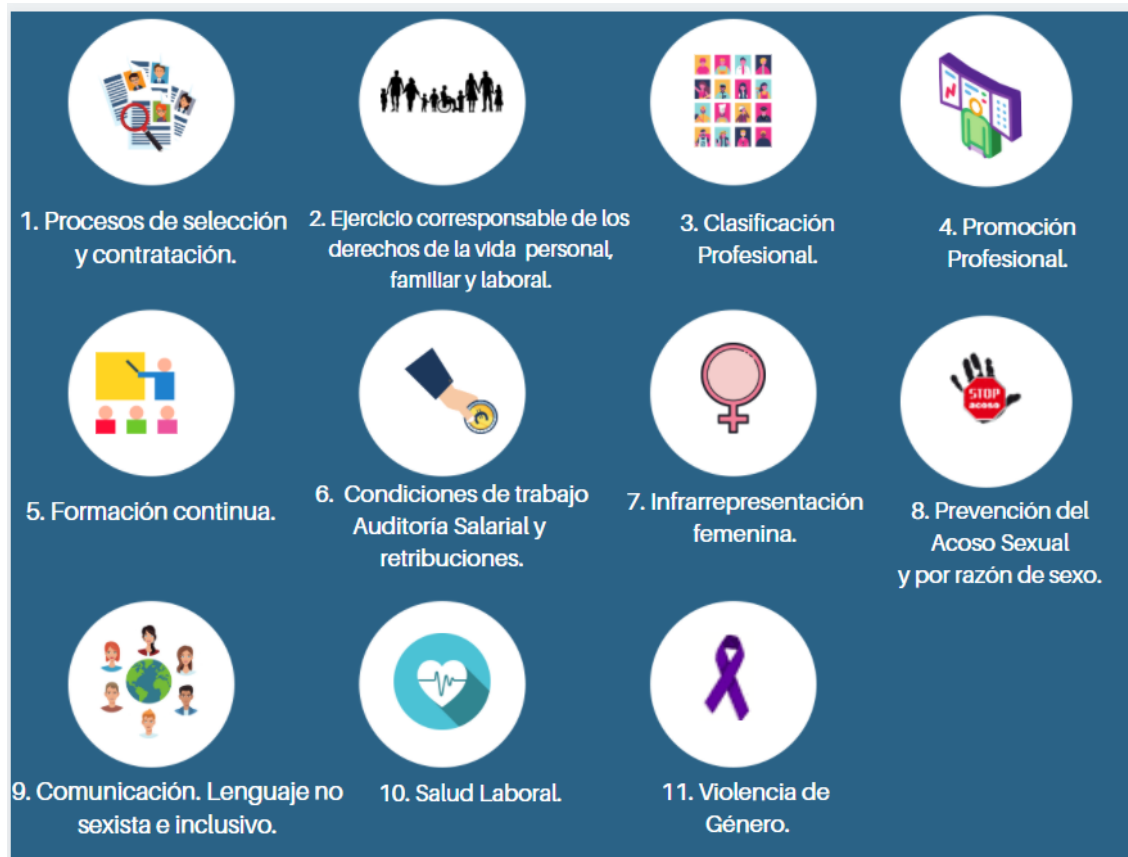 1. Procesos de selección
y contratación.
2. Ejercicio corresponsable de los
derechos de la vida personal,
familiar y laboral.
3. Clasificación
Profesional.
4. Promoción
Profesional.
5. Formación continua.
6. Condiciones de trabajo
Auditoría Salarial y
retribuciones.
7. Infrarrepresentación
femenina.
STOP
acoso
8. Prevención del
Acoso Sexual
y por razón de sexo.
9. Comunicación. Lenguaje no
sexista e inclusivo.
10. Salud Laboral.
11. Violencia de
Género.